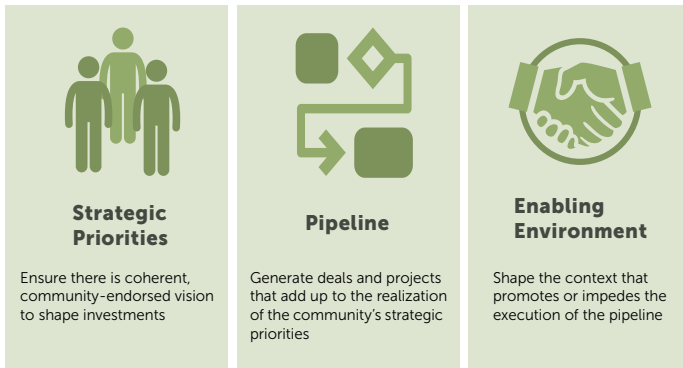 Strategic
Priorities
Ensure there is coherent,
community-endorsed vision
to shape investments
Pipeline
Generate deals and projects
that add up to the realization
of the community’s strategic
priorities
Enabling
Environment
Shape the context that
promotes or impedes the
execution of the pipeline